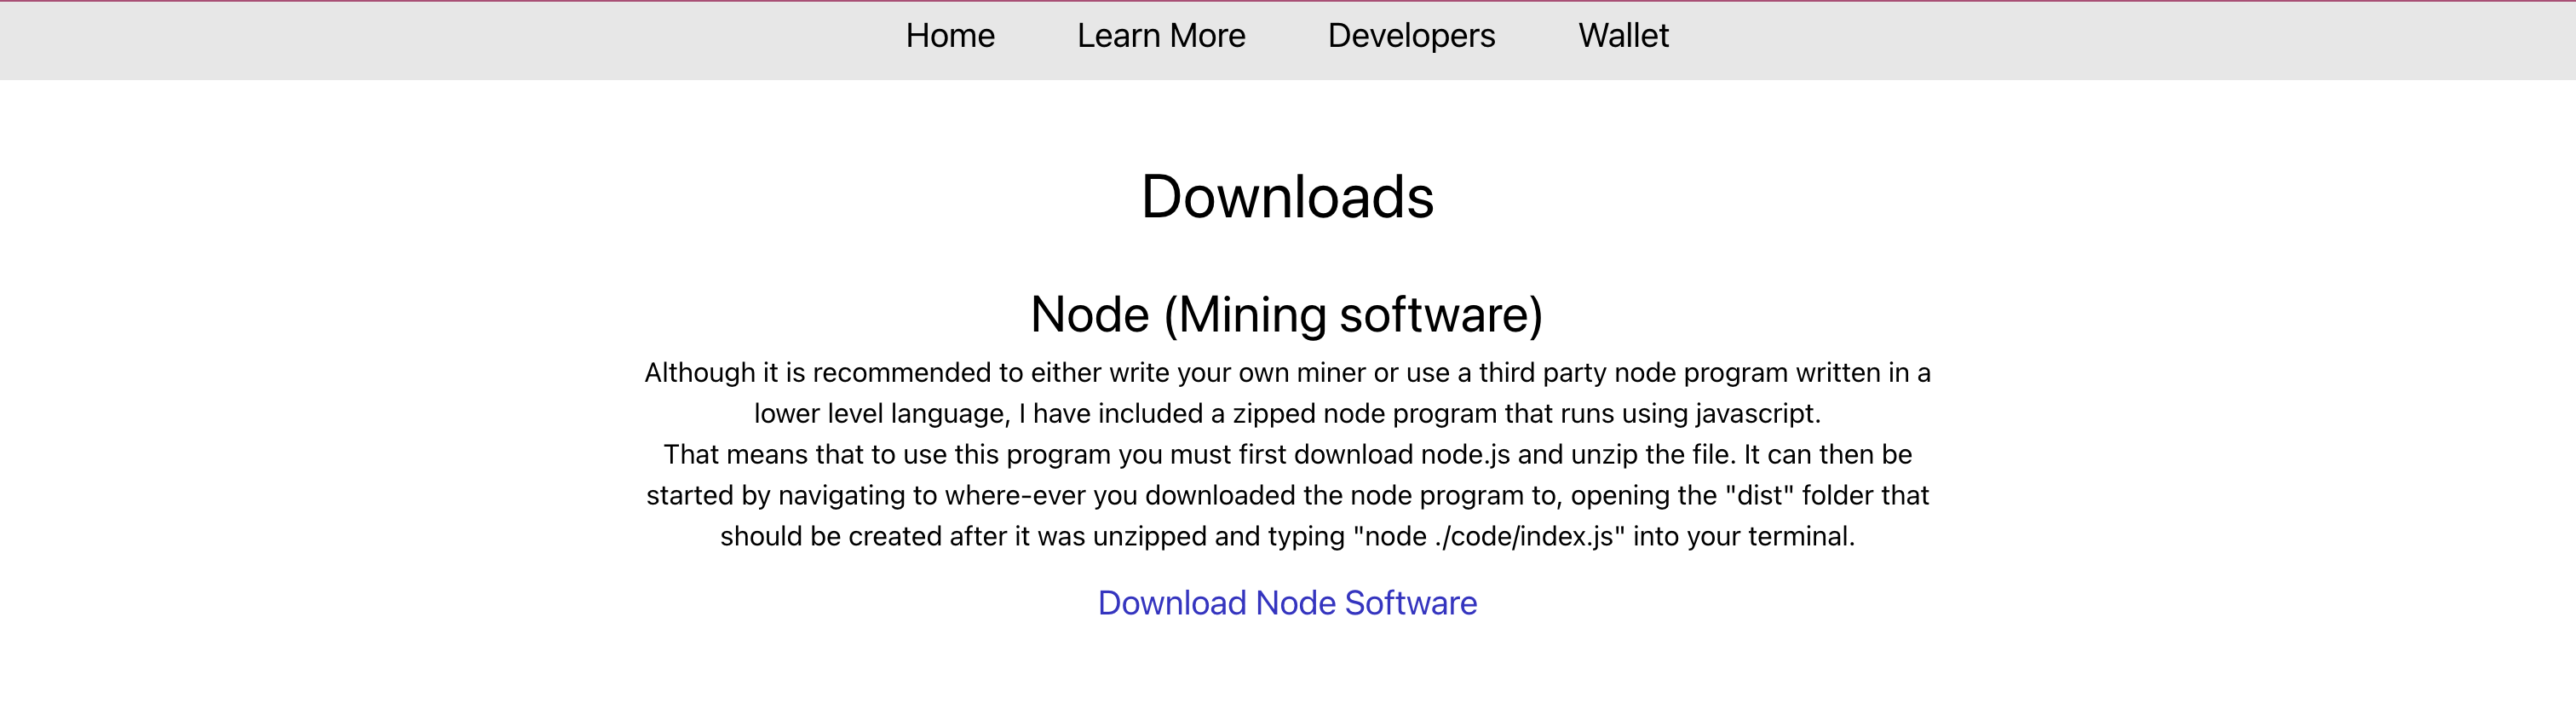 Home Learn More Developers Wallet
Downloads
Node (Mining software)
Although it is recommended to either write your own miner or use a third party node program written in a
lower level language, I have included a zipped node program that runs using javascript.
That means that to use this program you must first download node.js and unzip the file. It can then be
started by navigating to where-ever you downloaded the node program to, opening the "dist" folder that
should be created after it was unzipped and typing "node ./code/index.js" into your terminal.
Download Node Software